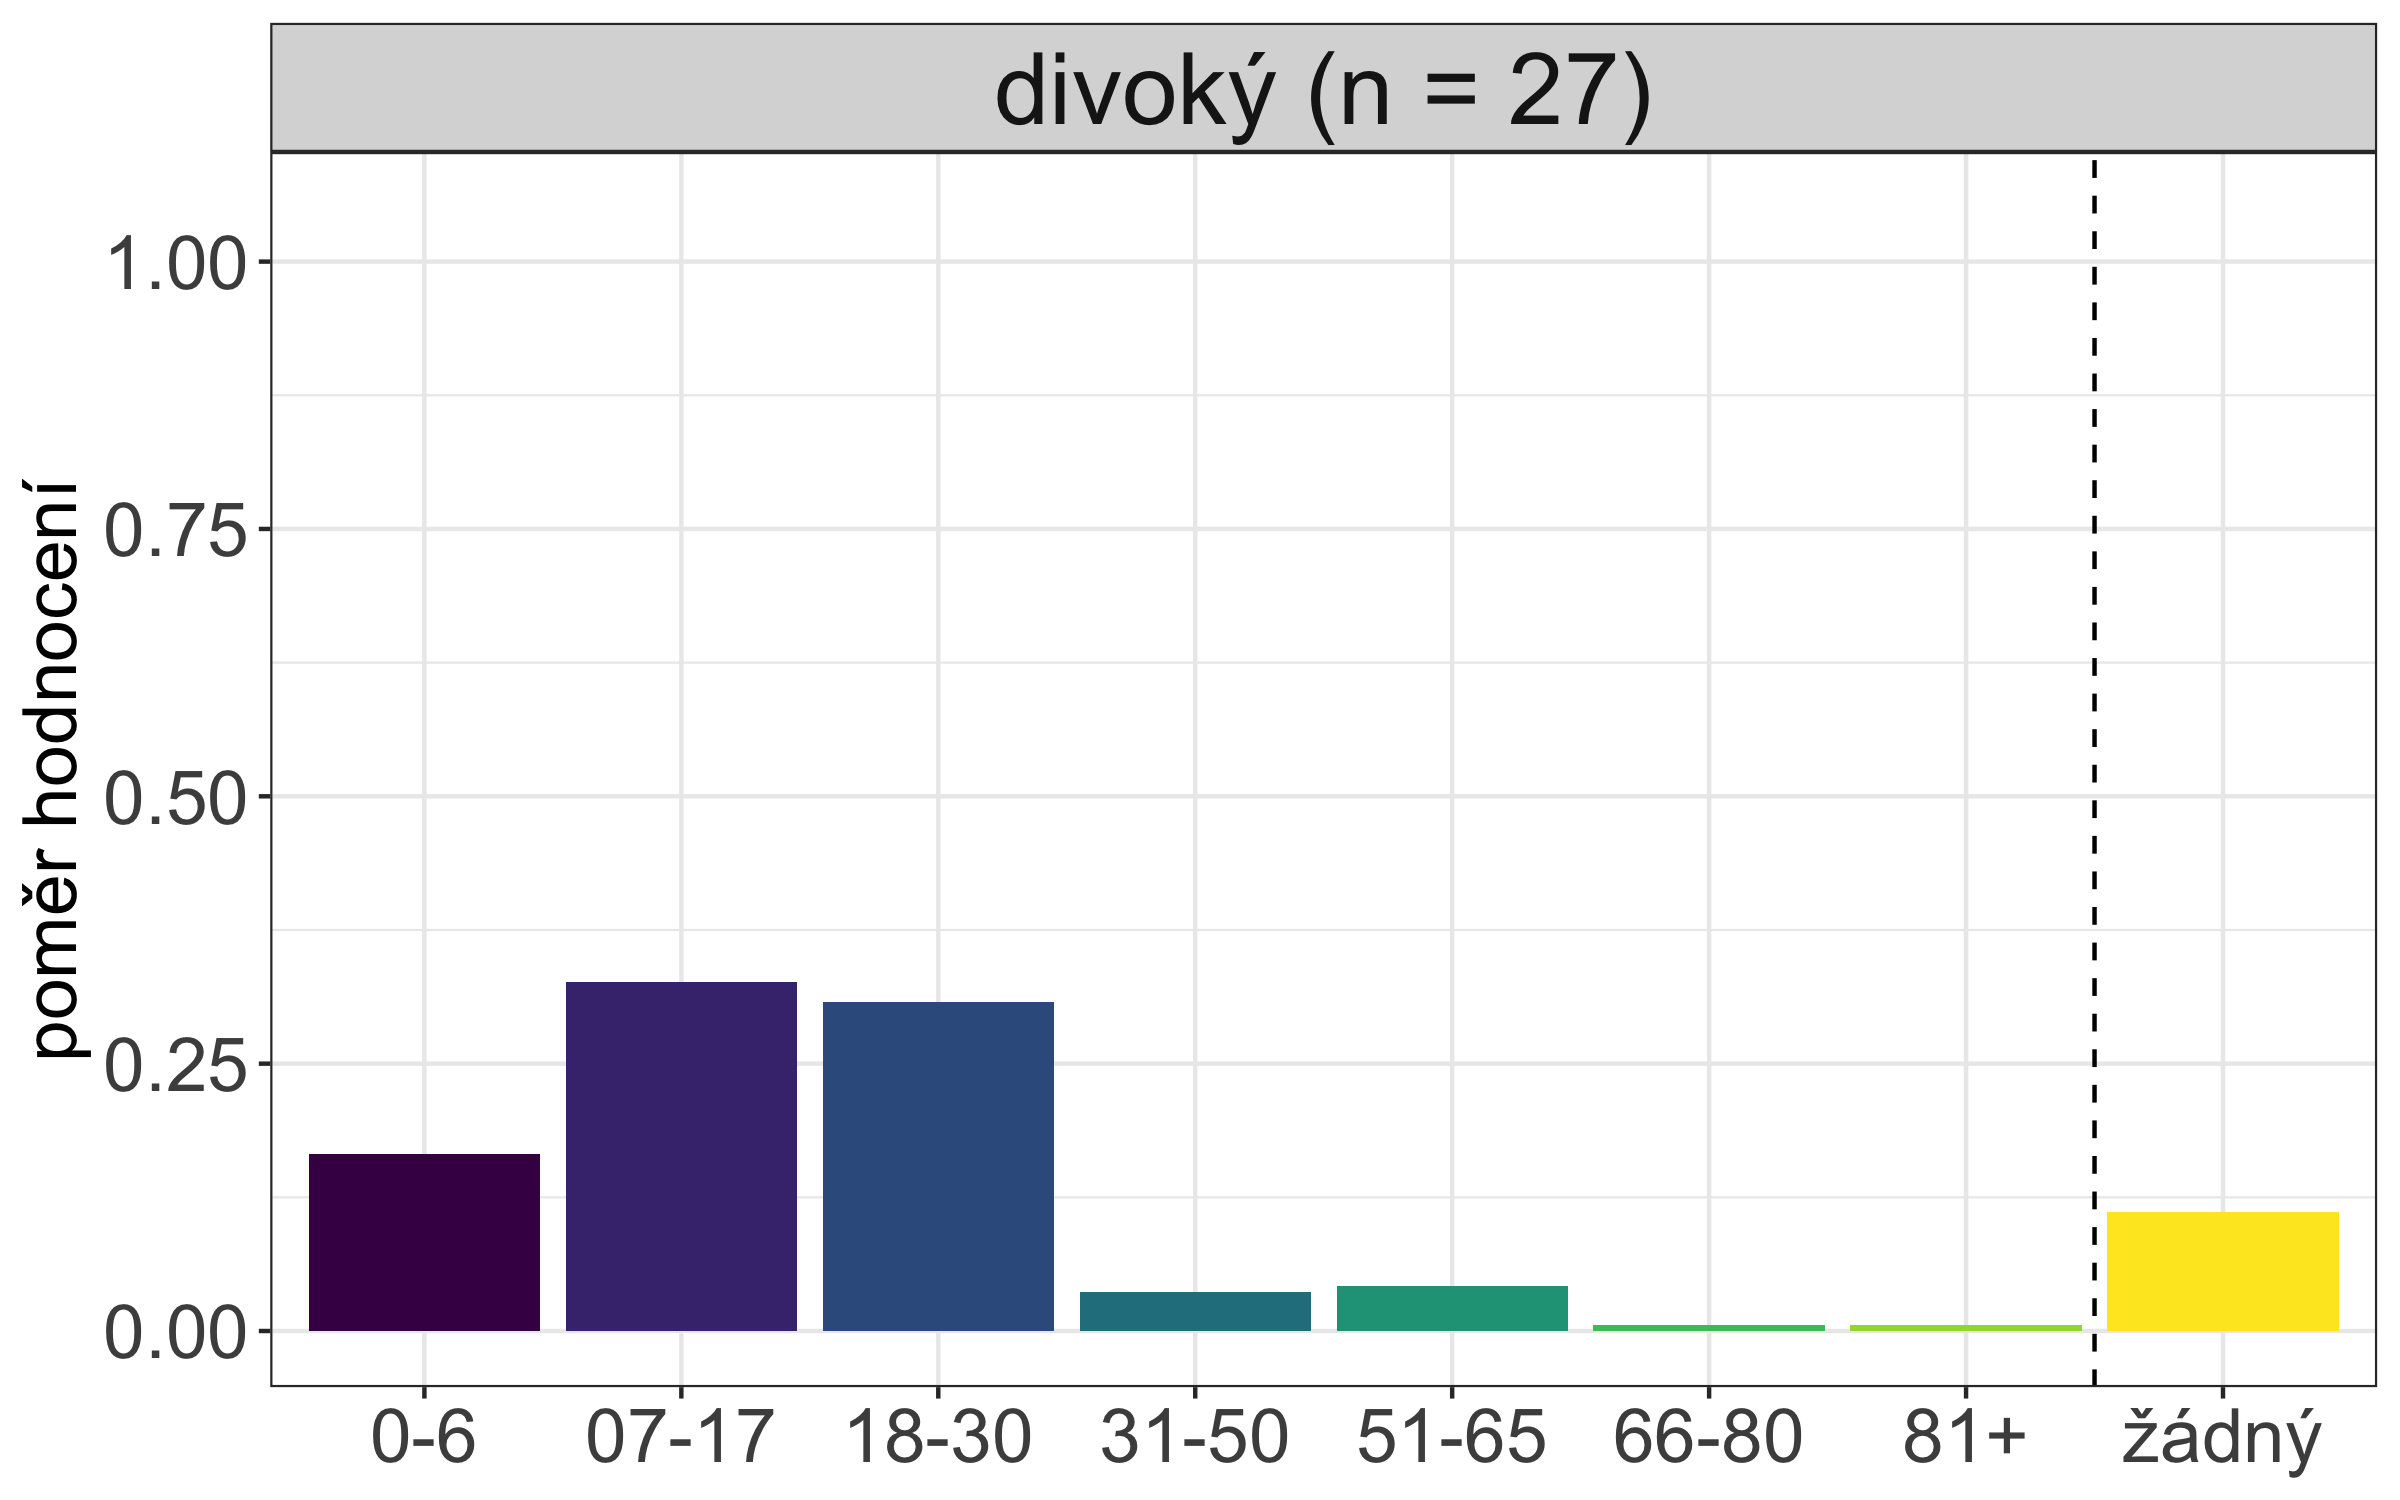 divoký (n = 27)
poměr hodnocení
1.00
0.75
0.50
0.25
0.00
0-6 07-17 18-30 31-50 51-65 66-80 81+ žádný